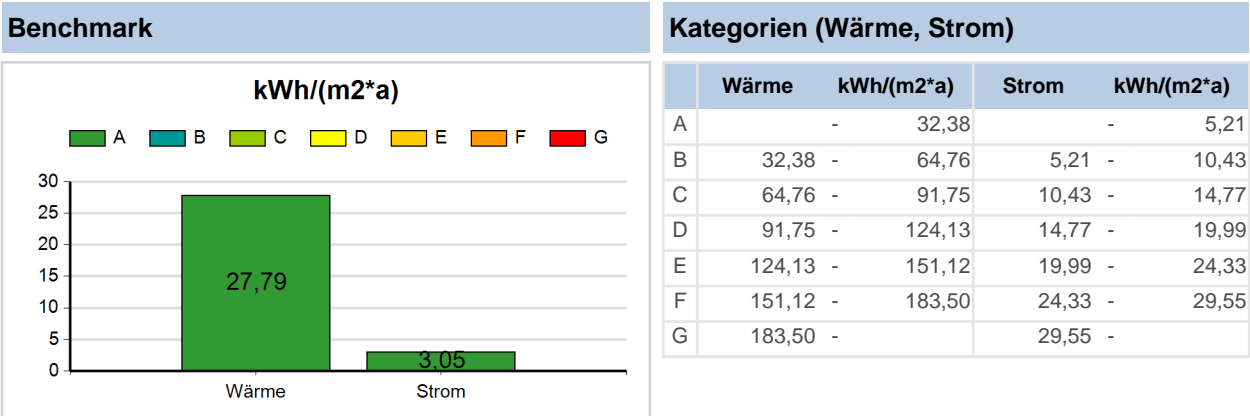 Benchmark
kWh/(m2*a)
A B C D E F G
30
25
20
15
10
5
0
27,79
3,05
Wärme Strom
Kategorien (Wärme, Strom)
Wärme kWh/(m2*a) Strom kWh/(m2*a)
A - 32,38 - 5,21
B 32,38 - 64,76 5,21 - 10,43
C 64,76 - 91,75 10,43 - 14,77
D 91,75 - 124,13 14,77 - 19,99
E 124,13 - 151,12 19,99 - 24,33
F 151,12 - 183,50 24,33 - 29,55
G 183,50 - 29,55 -